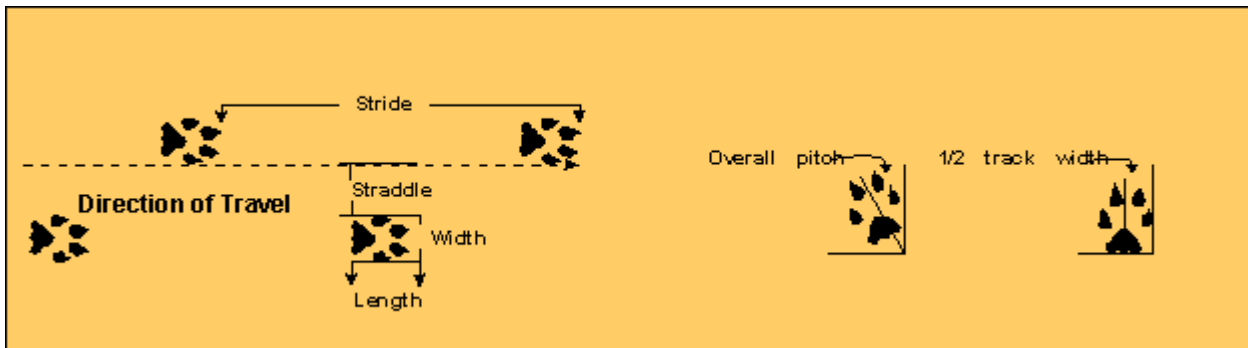 Stride
Overall pitch
1/2 track width
Straddle
Direction of Travel
Width
Length